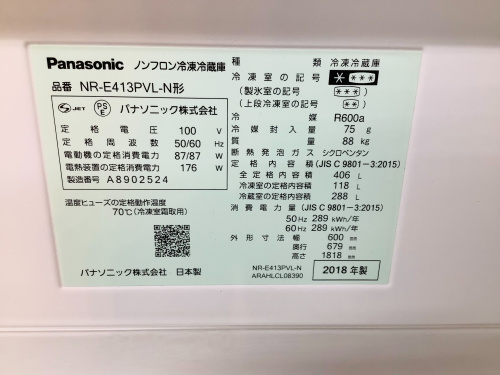 Panasonic ノンフロン冷凍冷蔵庫
品番 NR-E413PVL-N形
S JET PS E パナソニック株式会社
定格電圧 100 V
定格周波数 50/60 Hz
電動機の定格消費電力 87/87 W
電熱装置の定格消費電力 176 W
製造番号 A8902524
温度ヒューズの定格動作温度
70℃(冷凍室霜取用)
パナソニック株式会社 日本製
種類 冷凍冷蔵庫
冷凍室の記号 ****
(製氷室の記号) **
(上段冷凍室の記号) **
冷媒 R600a
冷媒封入量 75 g
質量 88 kg
断熱発泡ガス シクロペンタン
定格内容積 (JIS C 9801-3:2015)
全定格内容積 406 L
冷凍室の定格内容積 118 L
冷蔵室の定格内容積 288 L
消費電力量 (JIS C 9801-3:2015)
50Hz 289 kWh/年
60Hz 289 kWh/年
外形寸法 幅 600 mm
奥行 679 mm
高さ 1818 mm
NR-E413PVL-N
ARAHLCL08390
2018年製